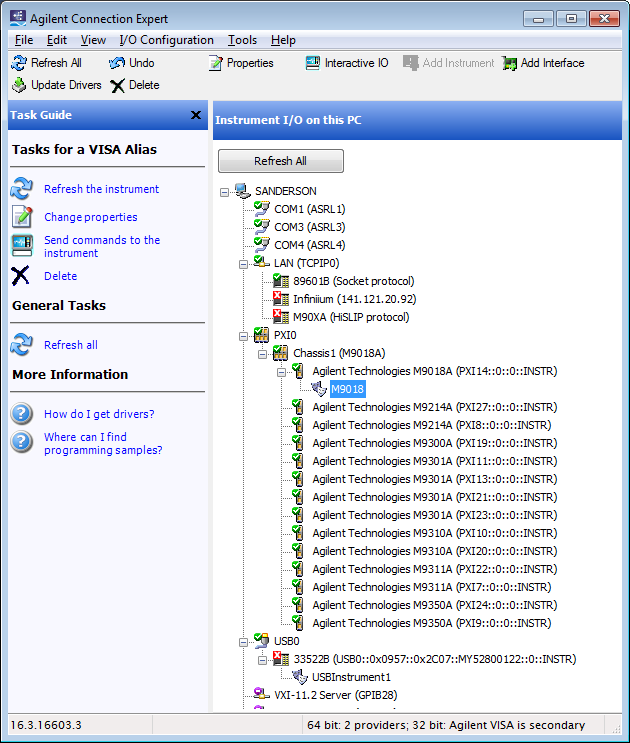 Agilent Connection Expert
File Edit View I/O Configuration Tools Help
Refresh All Undo Properties Interactive IO Add Instrument Add Interface
Update Drivers Delete
Task Guide
Tasks for a VISA Alias
Refresh the instrument
Change properties
Send commands to the
instrument
Delete
General Tasks
Refresh all
More Information
How do I get drivers?
Where can I find
programming samples?
Instrument I/O on this PC
Refresh All
SANDERSON
COM1 (ASRL1)
COM3 (ASRL3)
COM4 (ASRL4)
LAN (TCPIP0)
89601B (Socket protocol)
Infiniium (141.121.20.92)
M90XA (HiSLIP protocol)
PXI0
Chassis1 (M9018A)
Agilent Technologies M9018A (PXI14::0::0::INSTR)
M9018
Agilent Technologies M9214A (PXI27::0::0::INSTR)
Agilent Technologies M9214A (PXI8::0::0::INSTR)
Agilent Technologies M9300A (PXI19::0::0::INSTR)
Agilent Technologies M9301A (PXI11::0::0::INSTR)
Agilent Technologies M9301A (PXI13::0::0::INSTR)
Agilent Technologies M9301A (PXI21::0::0::INSTR)
Agilent Technologies M9301A (PXI23::0::0::INSTR)
Agilent Technologies M9310A (PXI10::0::0::INSTR)
Agilent Technologies M9310A (PXI20::0::0::INSTR)
Agilent Technologies M9311A (PXI22::0::0::INSTR)
Agilent Technologies M9311A (PXI7::0::0::INSTR)
Agilent Technologies M9350A (PXI24::0::0::INSTR)
Agilent Technologies M9350A (PXI9::0::0::INSTR)
USB0
33522B (USB0::0x0957::0x2C07::MY52800122::0::INSTR)
USBInstrument1
VXI-11.2 Server (GPIB28)
16.3.16603.3
64 bit: 2 providers; 32 bit: Agilent VISA is secondary